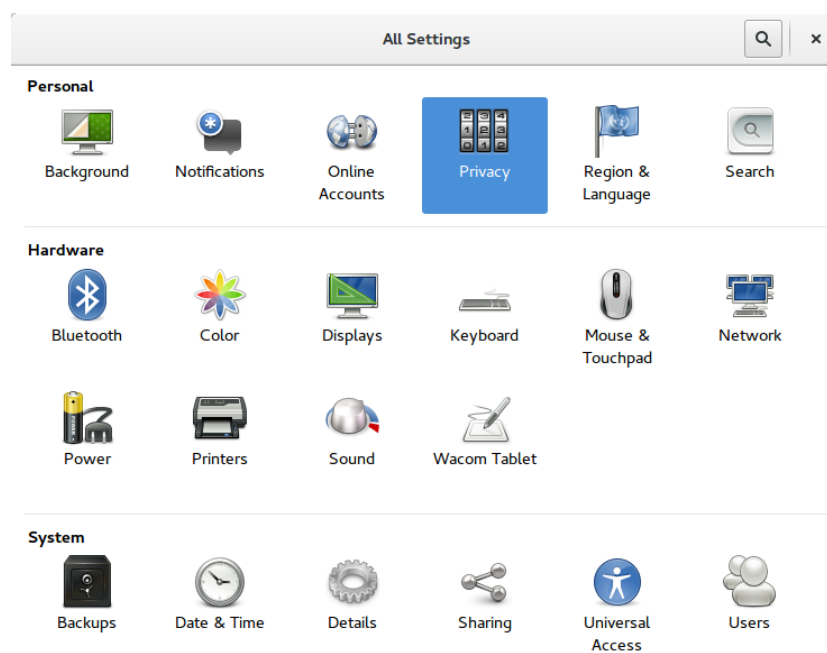 All Settings
Personal
Background Notifications Online Accounts Privacy Region & Language Search
Hardware
Bluetooth Color Displays Keyboard Mouse & Touchpad Network
Power Printers Sound Wacom Tablet
System
Backups Date & Time Details Sharing Universal Access Users